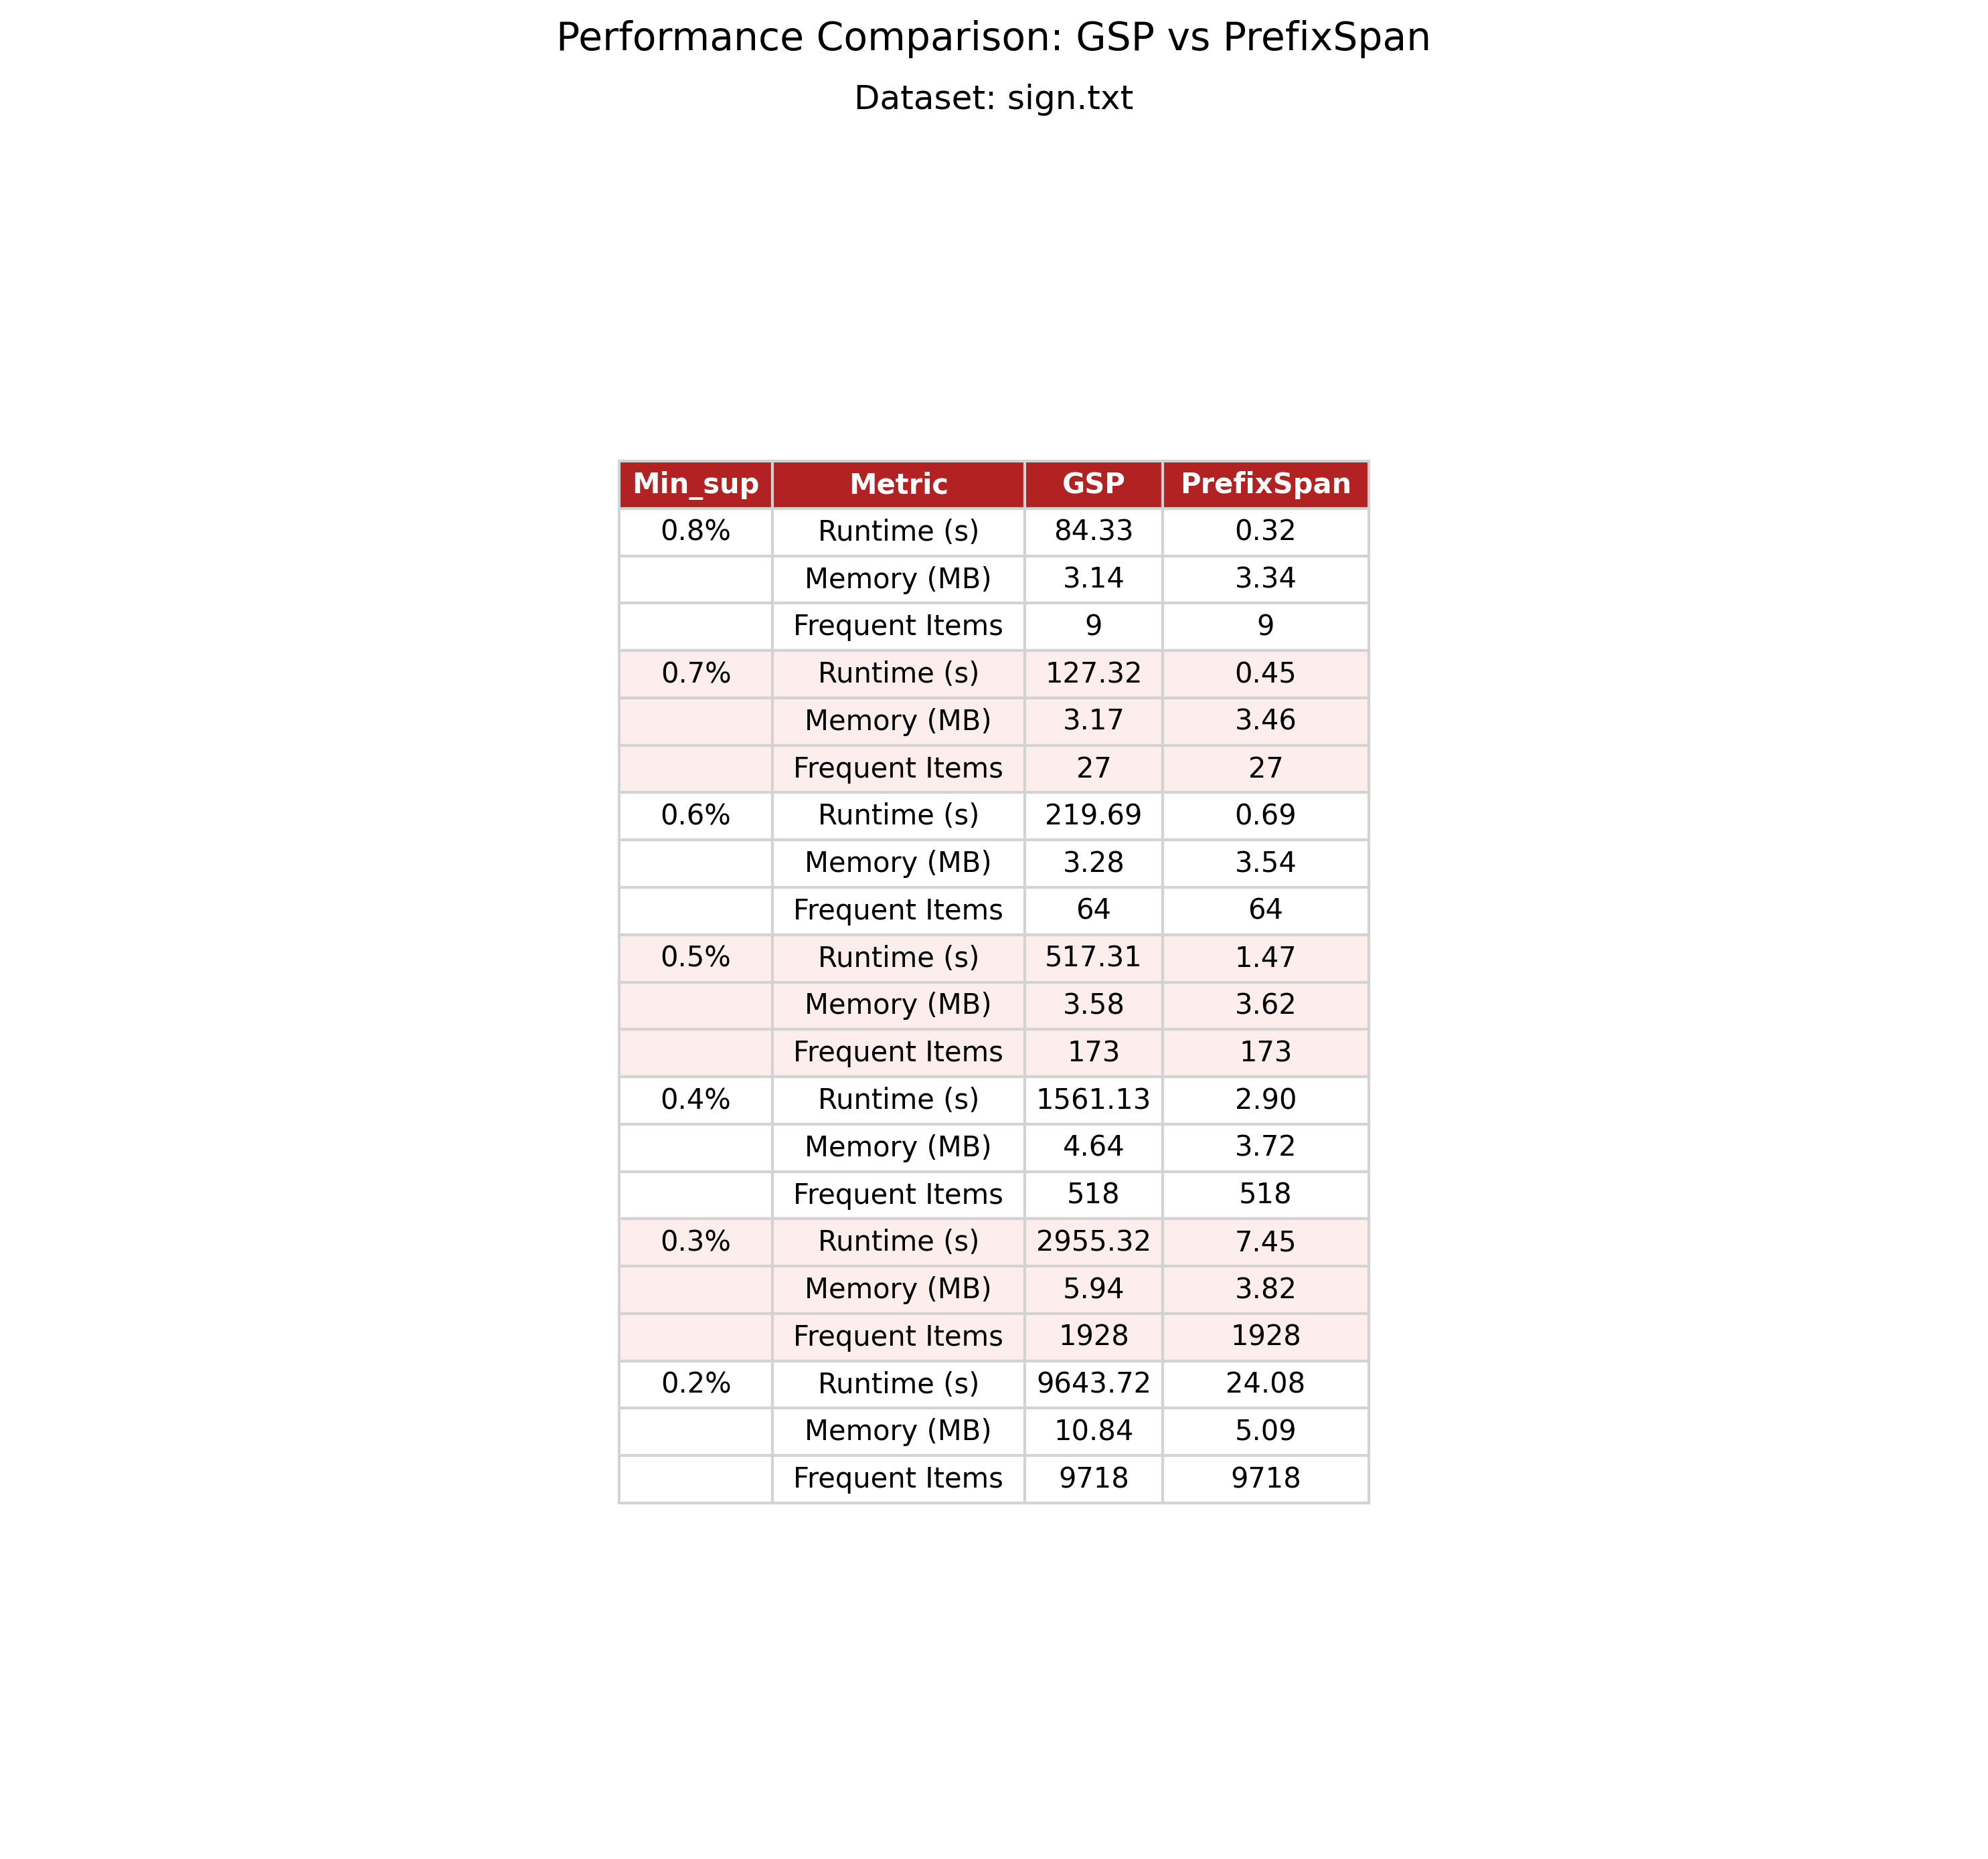 Performance Comparison: GSP vs PrefixSpan
Dataset: sign.txt
Min_sup Metric GSP PrefixSpan
0.8% Runtime (s) 84.33 0.32
Memory (MB) 3.14 3.34
Frequent Items 9 9
0.7% Runtime (s) 127.32 0.45
Memory (MB) 3.17 3.46
Frequent Items 27 27
0.6% Runtime (s) 219.69 0.69
Memory (MB) 3.28 3.54
Frequent Items 64 64
0.5% Runtime (s) 517.31 1.47
Memory (MB) 3.58 3.62
Frequent Items 173 173
0.4% Runtime (s) 1561.13 2.90
Memory (MB) 4.64 3.72
Frequent Items 518 518
0.3% Runtime (s) 2955.32 7.45
Memory (MB) 5.94 3.82
Frequent Items 1928 1928
0.2% Runtime (s) 9643.72 24.08
Memory (MB) 10.84 5.09
Frequent Items 9718 9718